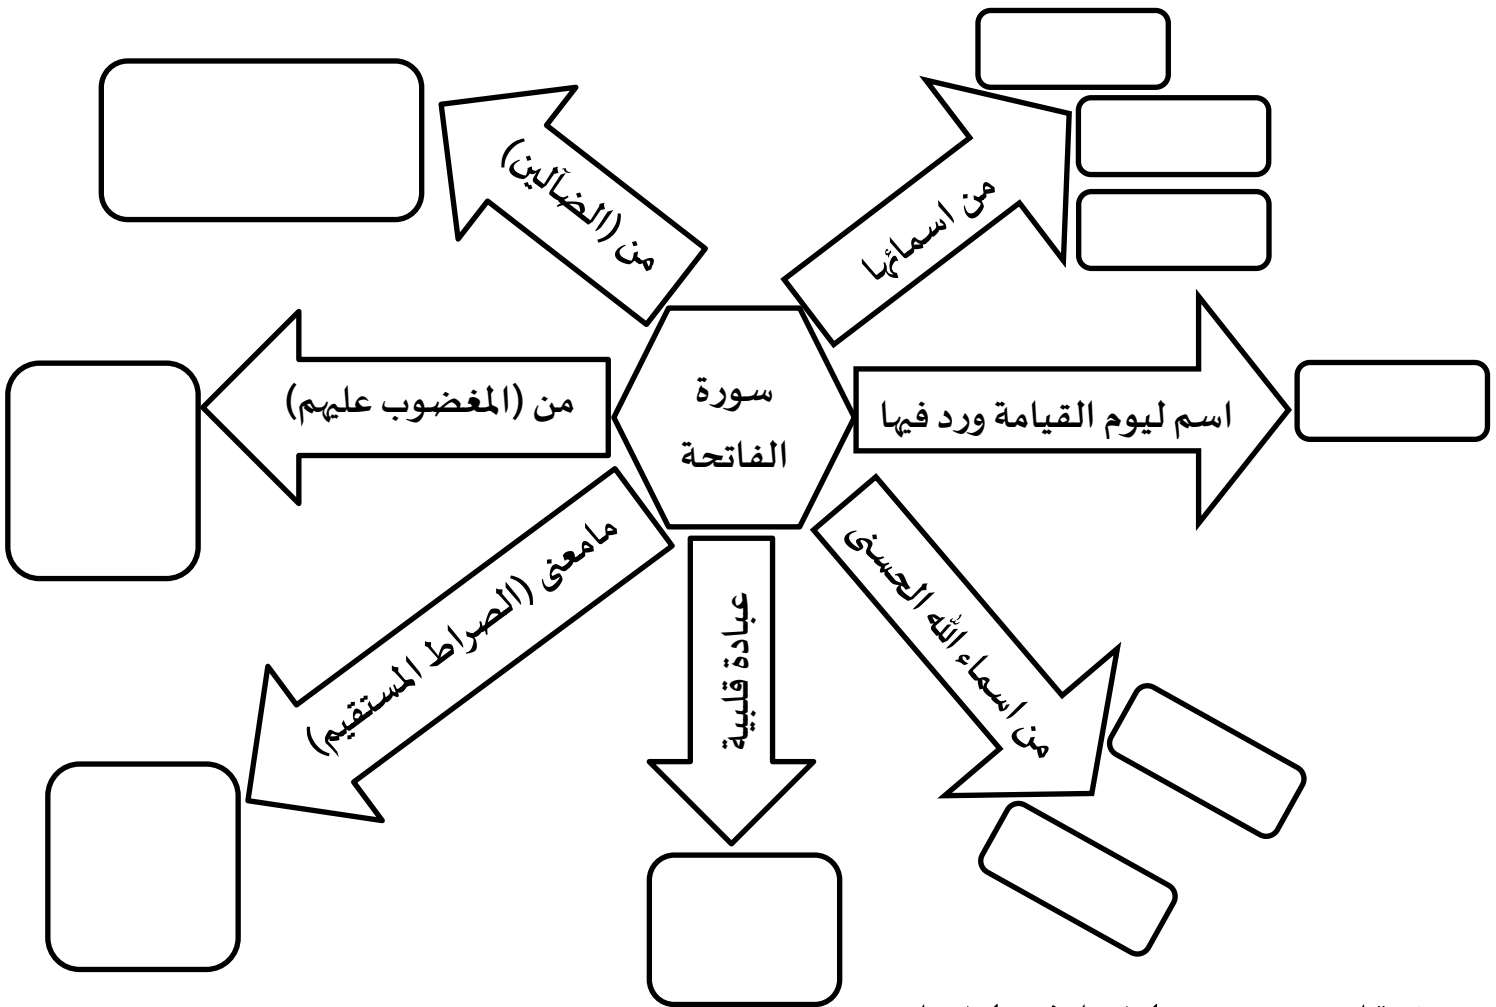 سورة
الفاتحة
من اسمائها
اسم ليوم القيامة ورد فيها
من اسماء الله الحسنى
عبادة قلبية
مامعنى (الصراط المستقيم)
من (المغضوب عليهم)
من (الضآلين)